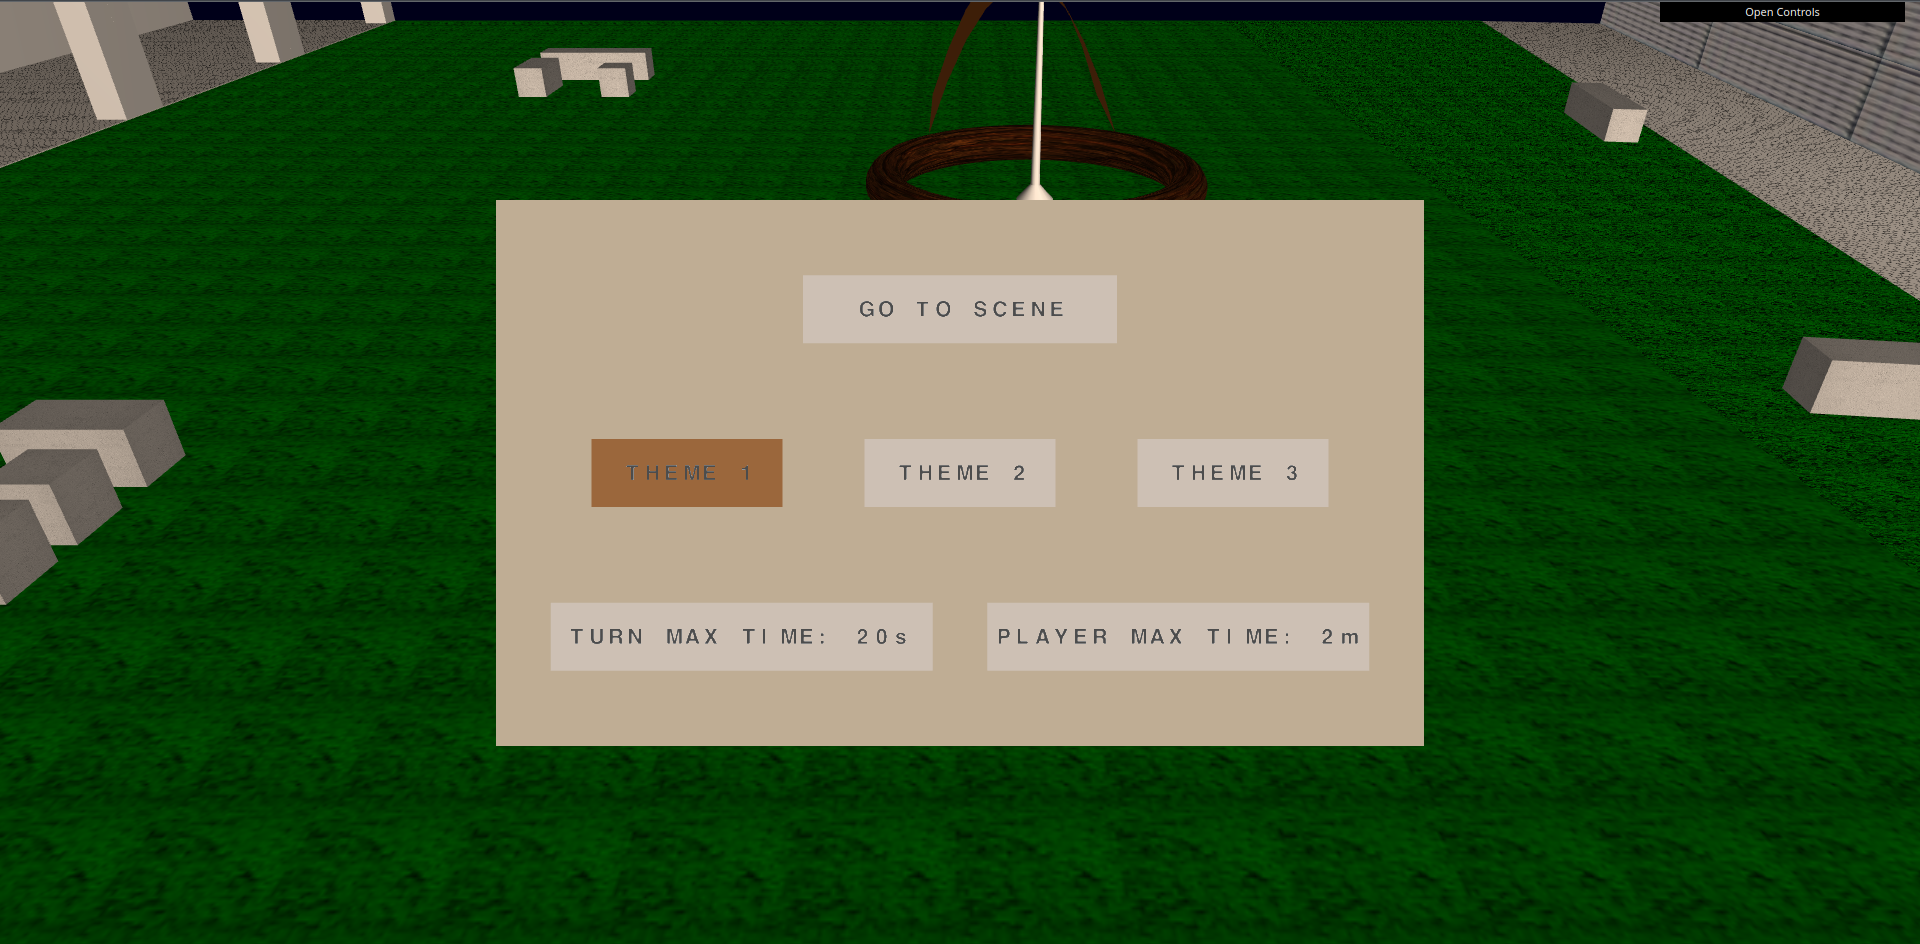 Open Controls
GO TO SCENE
THEME 1
THEME 2
THEME 3
TURN MAX TIME: 20s
PLAYER MAX TIME: 2m